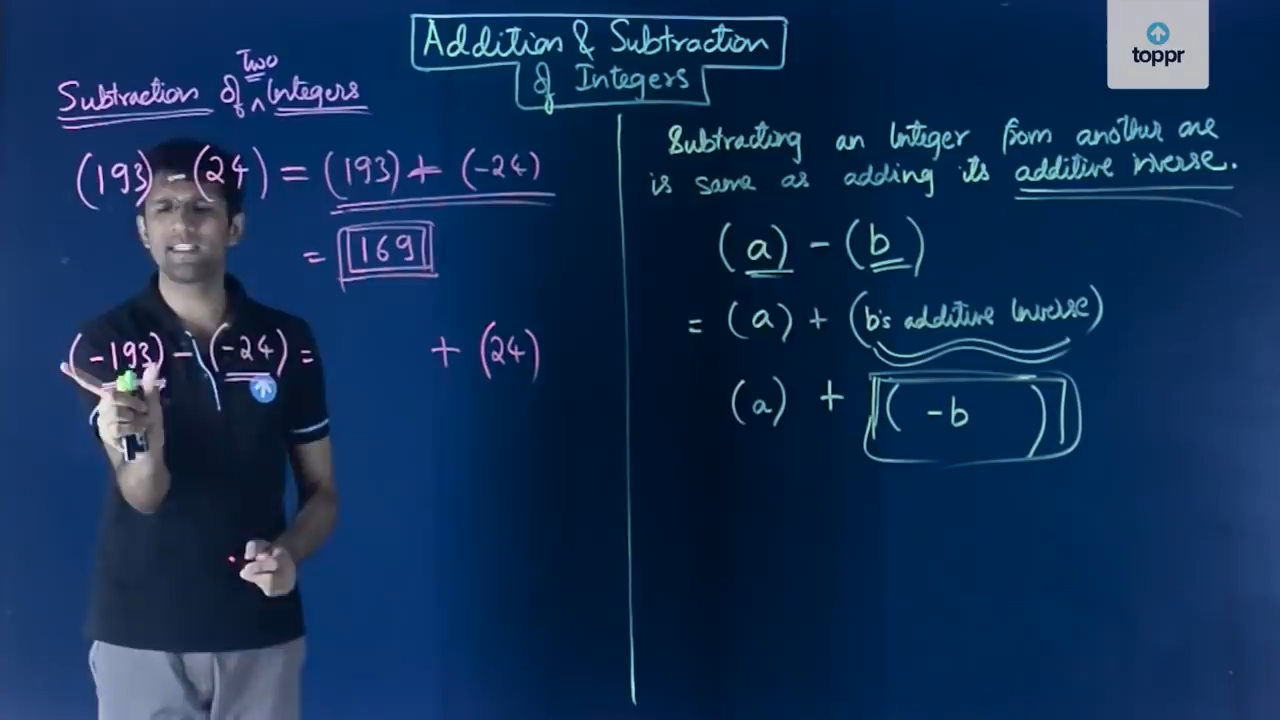 Addition & Subtraction
of Integers
toppr
Subtraction of ^ Two Integers
(193) - (24) = (193) + (-24)
= 169
(-193) - (-24) = + (24)
Subtracting an Integer from another one
is same as adding its additive inverse.
(a) - (b)
= (a) + (b's additive Inverse)
(a) + (-b)